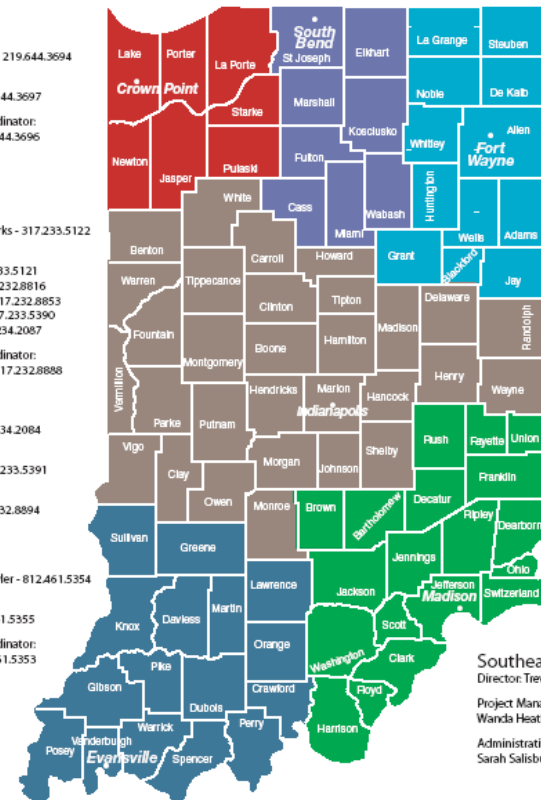 219.644.3694
44.3697
dinator:
44.3696
rks - 317.233.5122
33.5121
232.8816
17.232.8853
7.233.5390
234.2087
dinator:
17.232.8888
34.2084
233.5391
32.8894
ler - 812.461.5354
51.5355
dinator:
61.5353
Lake
Porter
La Porte
Crown Point
Starke
Newton
Jasper
Pulaski
South
Bend
St Joseph
Elkhart
Marshall
Kosciusko
Fulton
Cass
Miami
Wabash
La Grange
Steuben
Noble
De Kalb
Whitley
Allen
Fort
Wayne
Huntington
Wells
Adams
Grant
Blackford
Jay
White
Benton
Carroll
Howard
Warren
Tippecanoe
Clinton
Tipton
Delaware
Randolph
Fountain
Madison
Montgomery
Boone
Hamilton
Henry
Wayne
Vermillion
Parke
Putnam
Hendricks
Marion
Indianapolis
Hancock
Vigo
Clay
Owen
Morgan
Johnson
Shelby
Monroe
Rush
Fayette
Union
Franklin
Brown
Bartholomew
Decatur
Ripley
Dearborn
Jennings
Ohio
Jackson
Jefferson
Madison
Switzerland
Scott
Washington
Clark
Floyd
Harrison
Sullivan
Greene
Knox
Daviess
Martin
Lawrence
Orange
Pike
Gibson
Dubois
Crawford
Perry
Posey
Vanderburgh
Warrick
Evansville
Spencer
Southea
Director: Trev
Project Mana
Wanda Heat
Administrati
Sarah Salisbu